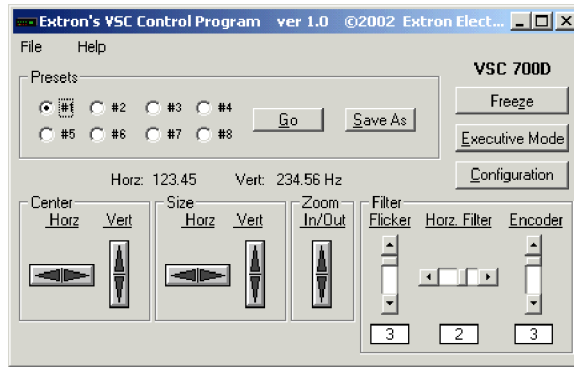 Extron's VSC Control Program ver 1.0 ©2002 Extron Elect...
File Help
Presets
VSC 700D
#1 #2 #3 #4
#5 #6 #7 #8
Go
Save As
Freeze
Executive Mode
Configuration
Horz: 123.45 Vert: 234.56 Hz
Center
Horz Vert
Size
Horz Vert
Zoom
In/Out
Filter
Flicker Horz. Filter Encoder
3 2 3